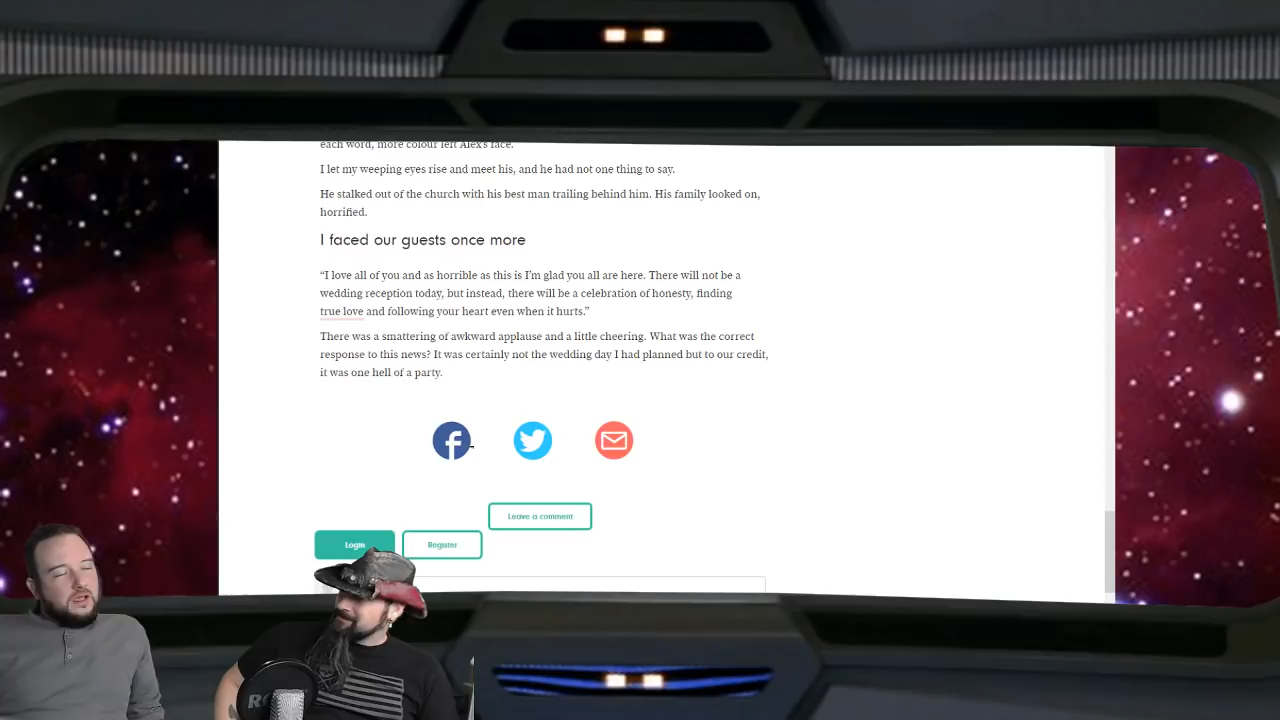 each word, more colour left Alex's face.
I let my weeping eyes rise and meet his, and he had not one thing to say.
He stalked out of the church with his best man trailing behind him. His family looked on,
horrified.
I faced our guests once more
“I love all of you and as horrible as this is I’m glad you all are here. There will not be a
wedding reception today, but instead, there will be a celebration of honesty, finding
true love and following your heart even when it hurts.”
There was a smattering of awkward applause and a little cheering. What was the correct
response to this news? It was certainly not the wedding day I had planned but to our credit,
it was one hell of a party.
Leave a comment
Login
Register